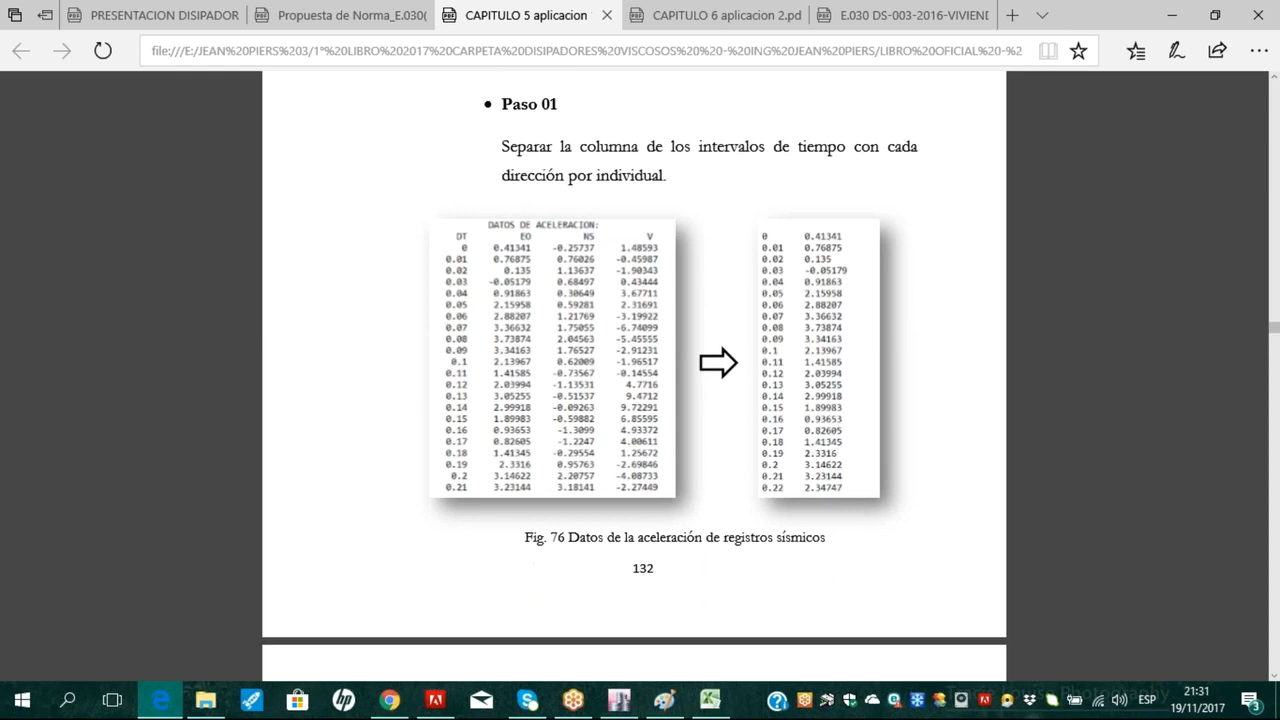 PRESENTACION DISIPADOR
Propuesta de Norma_E.030(
CAPITULO 5 aplicacion
CAPITULO 6 aplicacion 2.pd
E.030 DS-003-2016-VIVIEND
file:///E:/JEAN%20PIERS%203/1°%20LIBRO%202017%20CARPETA%20DISIPADORES%20VISCOSOS%20%20-%20ING%20JEAN%20PIERS/LIBRO%20OFICIAL%20-%2
• Paso 01
Separar la columna de los intervalos de tiempo con cada
dirección por individual.
DATOS DE ACELERACION:
DT EO NS V
0 0.41341 -0.25737 1.48593
0.01 0.76875 0.76026 -0.45987
0.02 0.135 1.13637 -1.90343
0.03 -0.05179 0.68497 0.43444
0.04 0.91863 0.30649 3.67711
0.05 2.15958 0.59281 2.31691
0.06 2.88207 1.21769 -3.19922
0.07 3.36632 1.75055 -6.74099
0.08 3.73874 2.04563 -5.45555
0.09 3.34163 1.76527 -2.91231
0.1 2.13967 0.62009 -1.96517
0.11 1.41585 -0.73567 -0.14554
0.12 2.03994 -1.13531 4.7716
0.13 3.05255 -0.51537 9.4712
0.14 2.99918 -0.09263 9.72291
0.15 1.89983 -0.59882 6.85595
0.16 0.93653 -1.3099 4.93372
0.17 0.82605 -1.2247 4.00611
0.18 1.41345 -0.29554 1.25672
0.19 2.3316 0.95763 -2.69846
0.2 3.14622 2.20757 -4.08733
0.21 3.23144 3.18141 -2.27449
0 0.41341
0.01 0.76875
0.02 0.135
0.03 -0.05179
0.04 0.91863
0.05 2.15958
0.06 2.88207
0.07 3.36632
0.08 3.73874
0.09 3.34163
0.1 2.13967
0.11 1.41585
0.12 2.03994
0.13 3.05255
0.14 2.99918
0.15 1.89983
0.16 0.93653
0.17 0.82605
0.18 1.41345
0.19 2.3316
0.2 3.14622
0.21 3.23144
0.22 2.34747
Fig. 76 Datos de la aceleración de registros sísmicos
132
ESP
21:31
19/11/2017
3